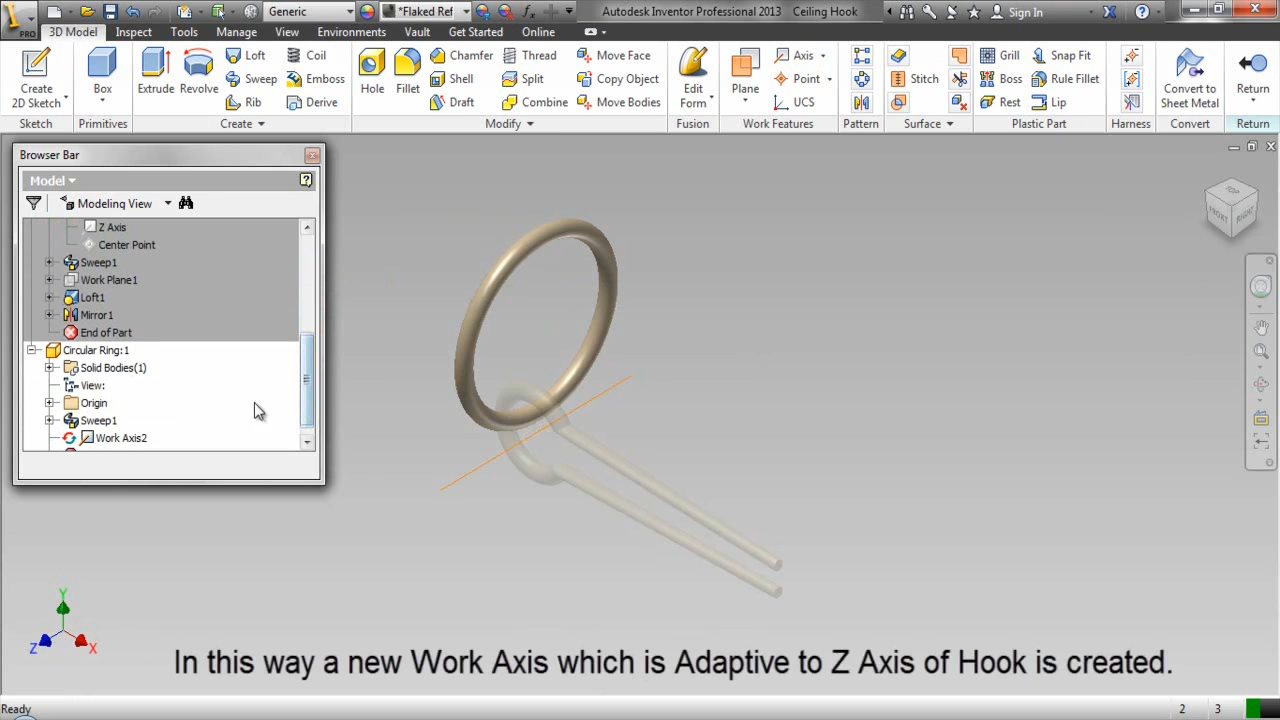 PRO
Generic
*Flaked Ref
Autodesk Inventor Professional 2013 Ceiling Hook
Sign In
3D Model Inspect Tools Manage View Environments Vault Get Started Online
Create
2D Sketch
Box
Extrude
Revolve
Loft
Sweep
Rib
Coil
Emboss
Derive
Hole
Fillet
Chamfer
Shell
Draft
Thread
Split
Combine
Move Face
Copy Object
Move Bodies
Edit
Form
Plane
Axis
Point
UCS
Stitch
Grill
Boss
Rest
Snap Fit
Rule Fillet
Lip
Convert to
Sheet Metal
Return
Sketch Primitives Create Modify Fusion Work Features Pattern Surface Plastic Part Harness Convert Return
Browser Bar
Model
Modeling View
Z Axis
Center Point
Sweep1
Work Plane1
Loft1
Mirror1
End of Part
Circular Ring:1
Solid Bodies(1)
View:
Origin
Sweep1
Work Axis2
FRONT
RIGHT
Y
Z
X
In this way a new Work Axis which is Adaptive to Z Axis of Hook is created.
Ready
2 3